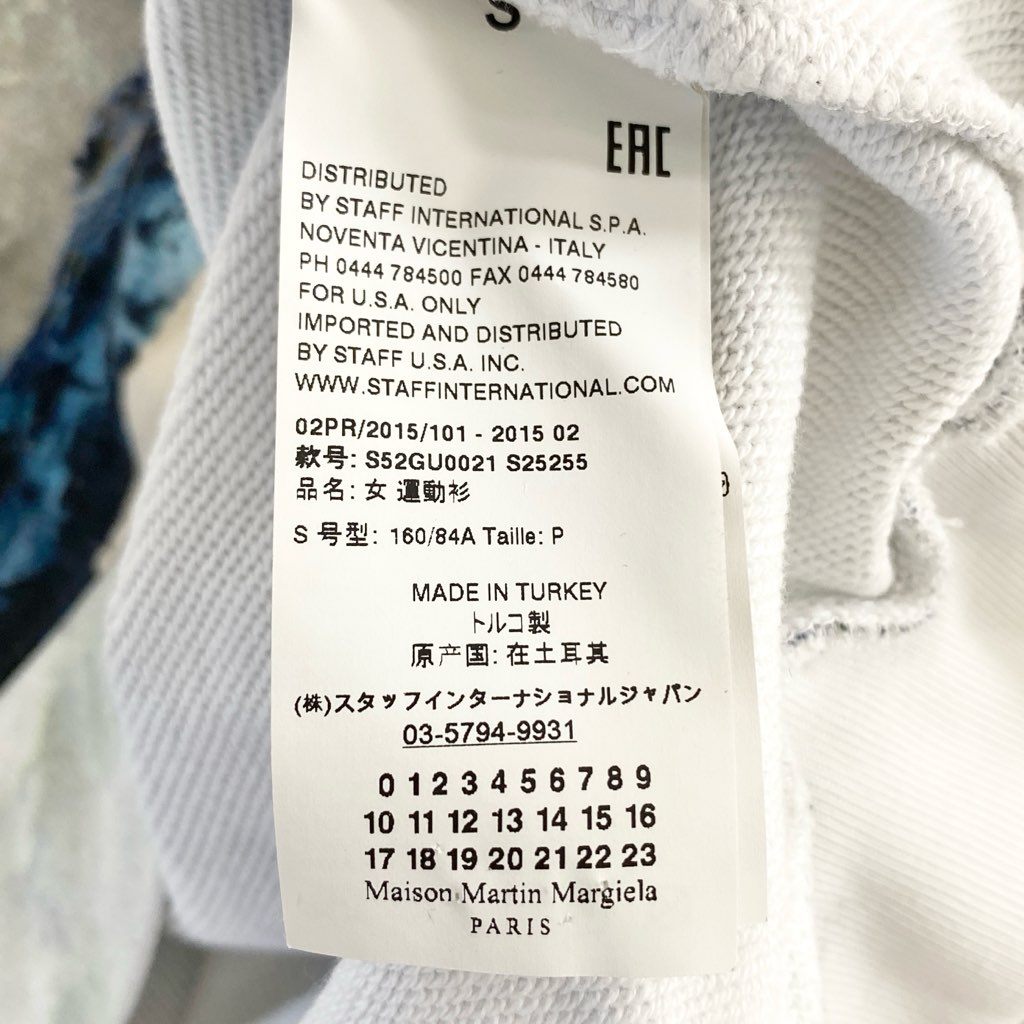 S
EAC
DISTRIBUTED
BY STAFF INTERNATIONAL S.P.A.
NOVENTA VICENTINA - ITALY
PH 0444 784500 FAX 0444 784580
FOR U.S.A. ONLY
IMPORTED AND DISTRIBUTED
BY STAFF U.S.A. INC.
WWW.STAFFINTERNATIONAL.COM
02PR/2015/101 - 2015 02
款号: S52GU0021 S25255
品名: 女 運動衫
S 号型: 160/84A Taille: P
MADE IN TURKEY
トルコ製
原产国: 在土耳其
(株)スタッフインターナショナルジャパン
03-5794-9931
0 1 2 3 4 5 6 7 8 9
10 11 12 13 14 15 16
17 18 19 20 21 22 23
Maison Martin Margiela
PARIS